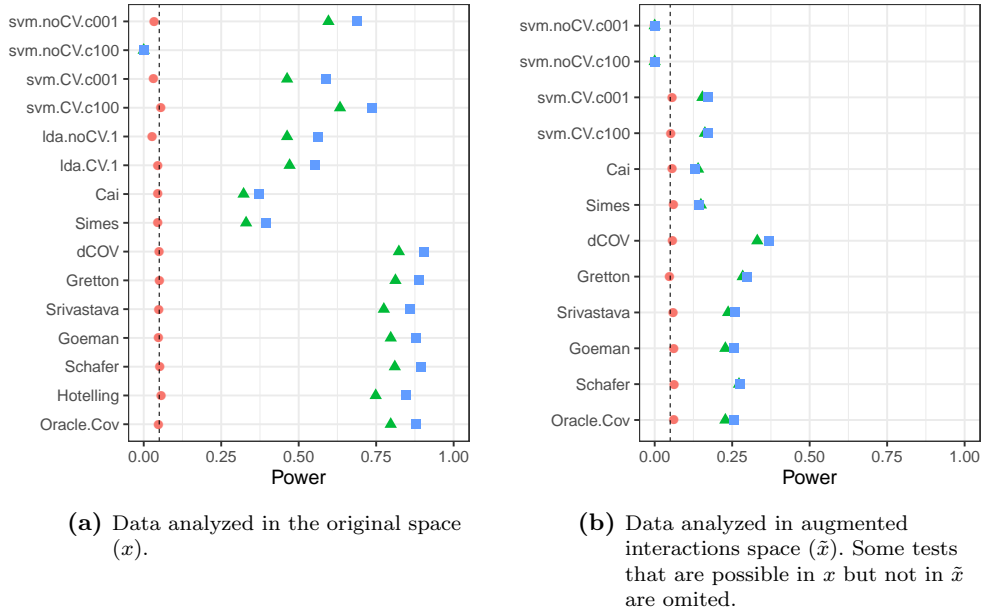 svm.noCV.c001
svm.noCV.c100
svm.CV.c001
svm.CV.c100
lda.noCV.1
lda.CV.1
Cai
Simes
dCOV
Gretton
Srivastava
Goeman
Schafer
Hotelling
Oracle.Cov
0.00 0.25 0.50 0.75 1.00
Power
(a) Data analyzed in the original space
(x).
svm.noCV.c001
svm.noCV.c100
svm.CV.c001
svm.CV.c100
Cai
Simes
dCOV
Gretton
Srivastava
Goeman
Schafer
Oracle.Cov
0.00 0.25 0.50 0.75 1.00
Power
(b) Data analyzed in augmented
interactions space (x̃). Some tests
that are possible in x but not in x̃
are omited.